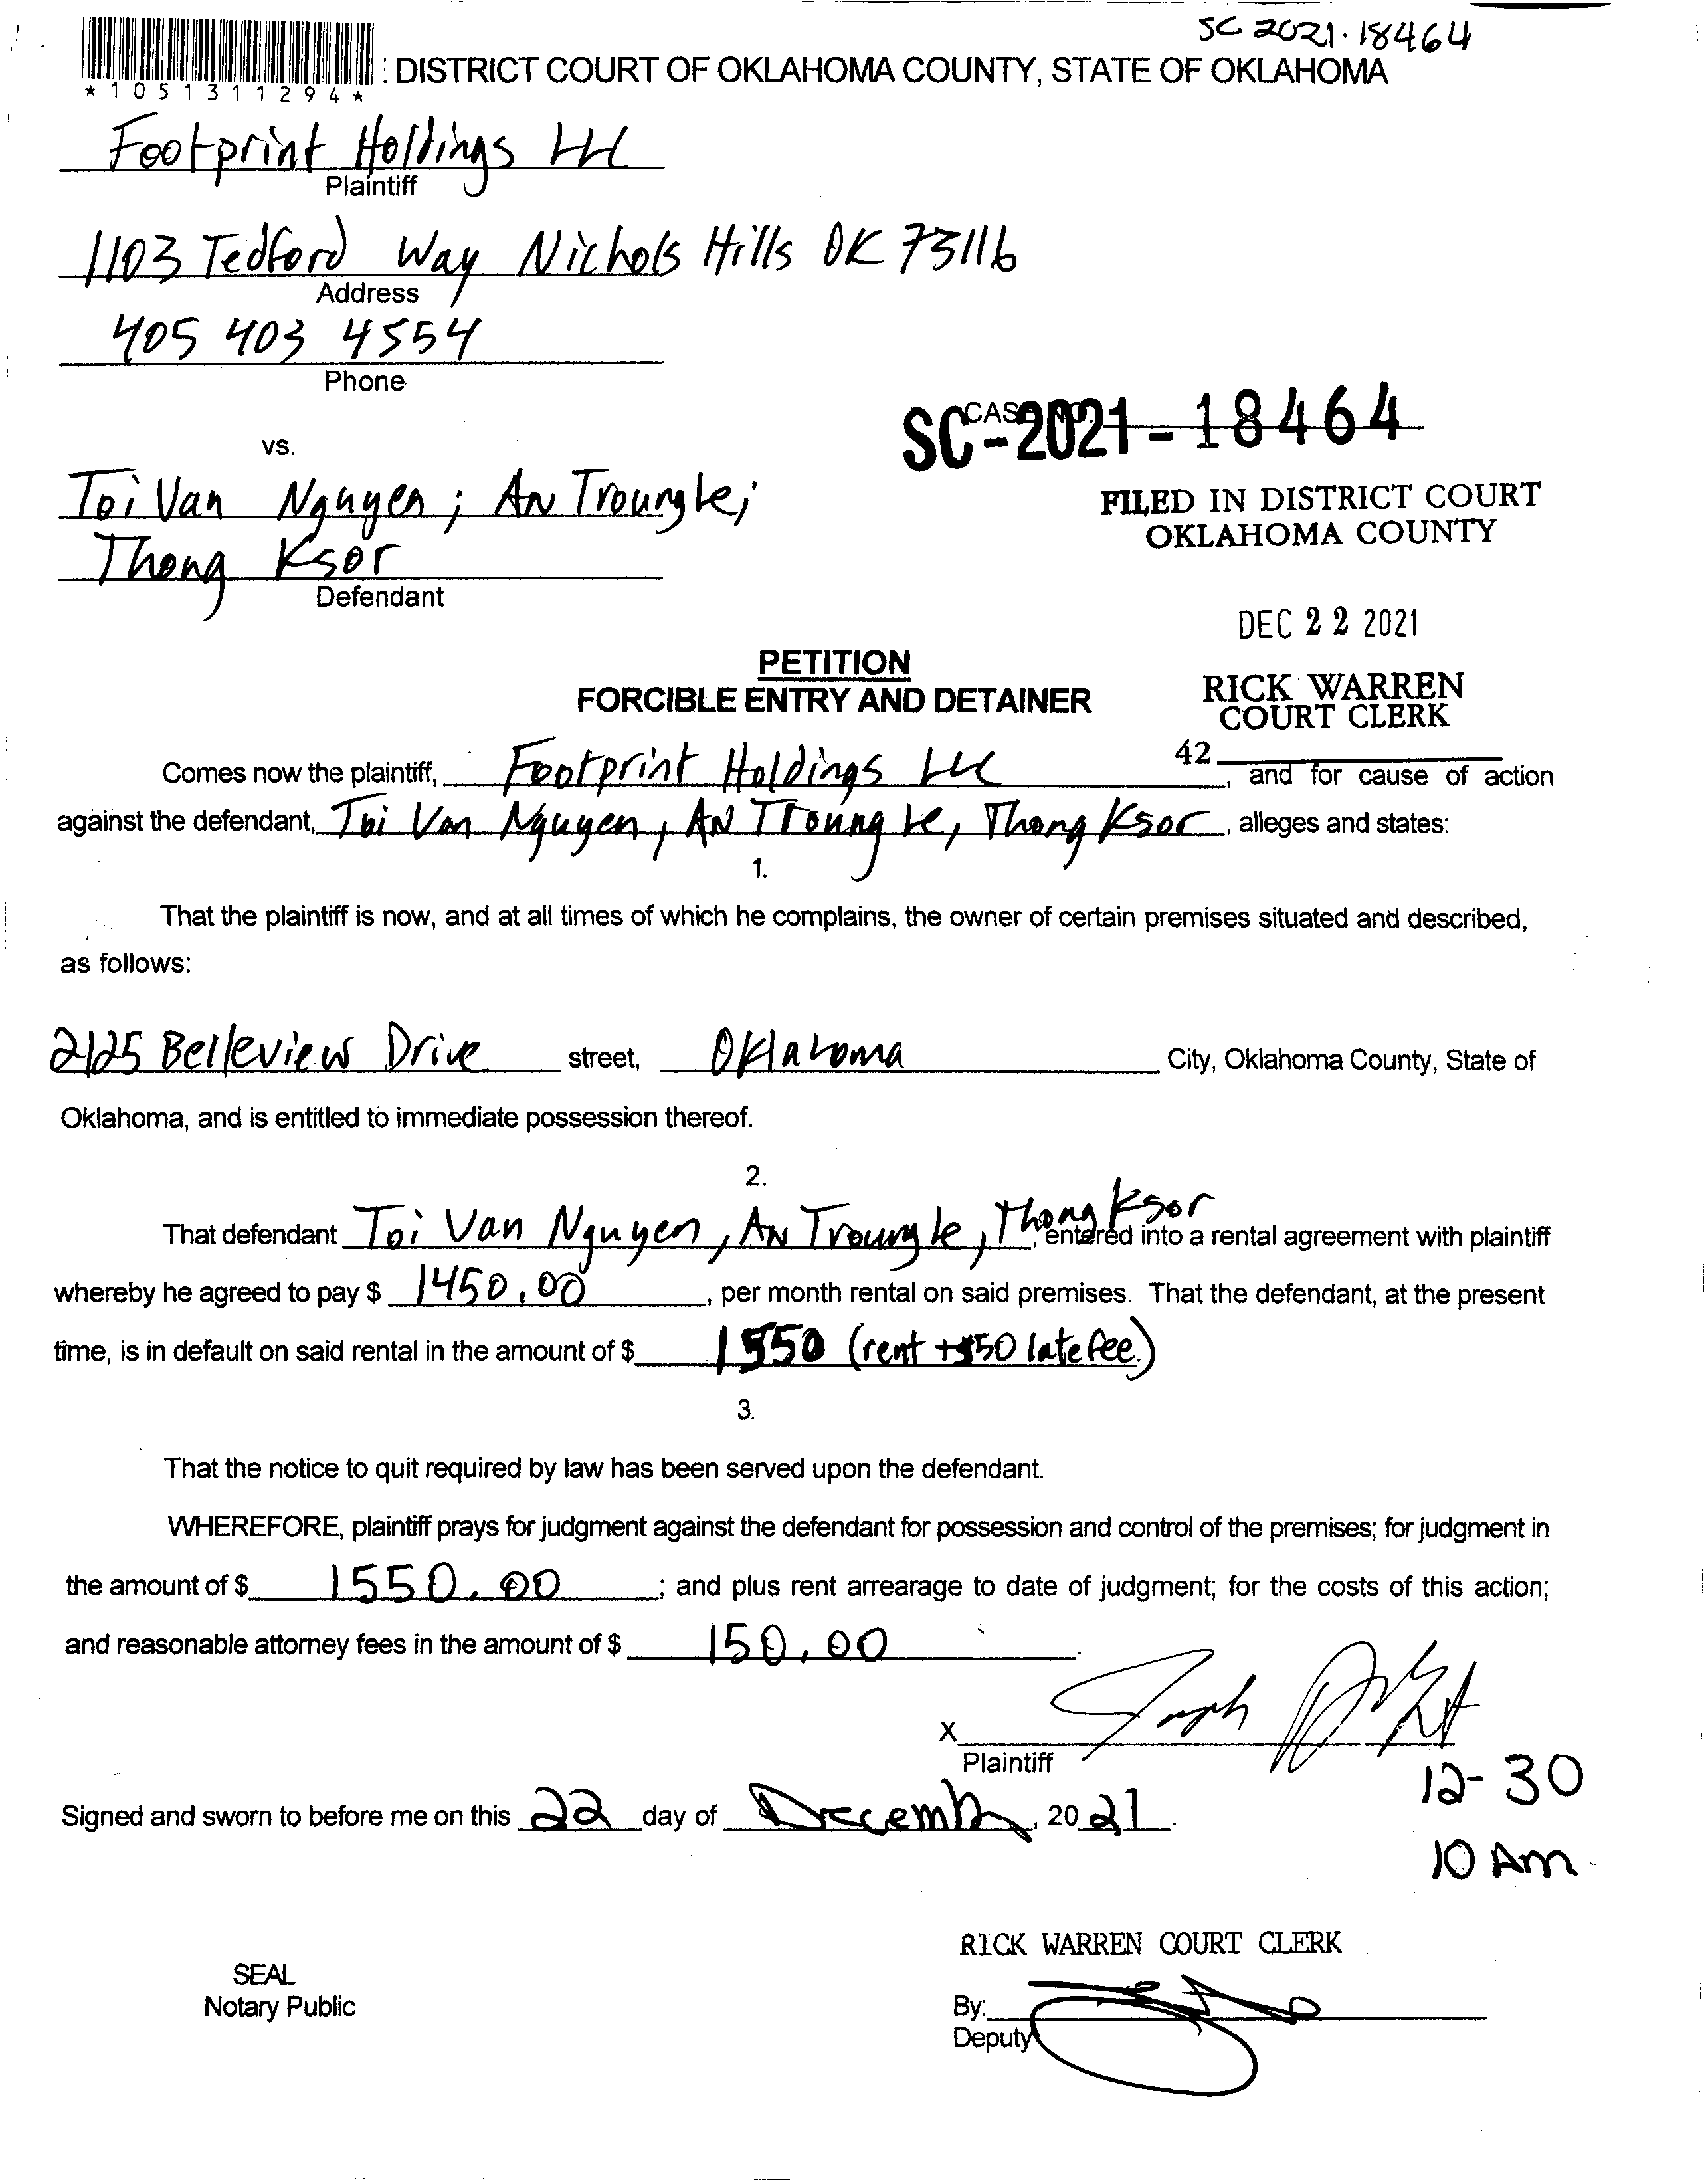 SC 2021-18464
: DISTRICT COURT OF OKLAHOMA COUNTY, STATE OF OKLAHOMA
* 1 0 5 1 3 1 1 2 9 4 *
Footprint Holdings LLC
Plaintiff
1103 Tedford Way Nichols Hills OK 73116
Address
405 403 4554
Phone
SC-2021-18464
vs.
Toi Van Nguyen; AN Troung Le;
Thong Ksor
Defendant
FILED IN DISTRICT COURT
OKLAHOMA COUNTY
DEC 22 2021
RICK WARREN
COURT CLERK
42
PETITION
FORCIBLE ENTRY AND DETAINER
Comes now the plaintiff, Footprint Holdings LLC, and for cause of action
against the defendant, Toi Van Nguyen, AN Troung Le, Thong Ksor, alleges and states:
1.
That the plaintiff is now, and at all times of which he complains, the owner of certain premises situated and described,
as follows:
2125 Belleview Drive street, Oklahoma City, Oklahoma County, State of
Oklahoma, and is entitled to immediate possession thereof.
2.
That defendant Toi Van Nguyen, AN Troung le, Thong Ksor, entered into a rental agreement with plaintiff
whereby he agreed to pay $ 1450.00, per month rental on said premises. That the defendant, at the present
time, is in default on said rental in the amount of $ 1550 (rent + $50 late fee.)
3.
That the notice to quit required by law has been served upon the defendant.
WHEREFORE, plaintiff prays for judgment against the defendant for possession and control of the premises; for judgment in
the amount of $ 1550.00; and plus rent arrearage to date of judgment; for the costs of this action;
and reasonable attorney fees in the amount of $ 150.00.
X
Plaintiff
Signed and sworn to before me on this 22 day of December, 2021.
12-30
10 Am
RICK WARREN COURT CLERK
SEAL
Notary Public
By:
Deputy